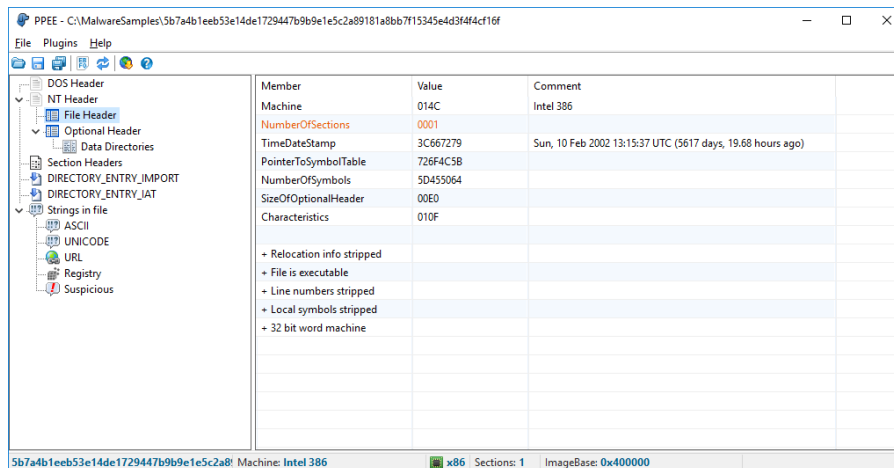 PPEE - C:\MalwareSamples\5b7a4b1eeb53e14de1729447b9b9e1e5c2a89181a8bb7f15345e4d3f4f4cf16f
File Plugins Help
DOS Header
NT Header
File Header
Optional Header
Data Directories
Section Headers
DIRECTORY_ENTRY_IMPORT
DIRECTORY_ENTRY_IAT
Strings in file
ASCII
UNICODE
URL
Registry
Suspicious
Member Value Comment
Machine 014C Intel 386
NumberOfSections 0001
TimeDateStamp 3C667279 Sun, 10 Feb 2002 13:15:37 UTC (5617 days, 19.68 hours ago)
PointerToSymbolTable 726F4C5B
NumberOfSymbols 5D455064
SizeOfOptionalHeader 00E0
Characteristics 010F
+ Relocation info stripped
+ File is executable
+ Line numbers stripped
+ Local symbols stripped
+ 32 bit word machine
5b7a4b1eeb53e14de1729447b9b9e1e5c2a8 Machine: Intel 386 x86 Sections: 1 ImageBase: 0x400000